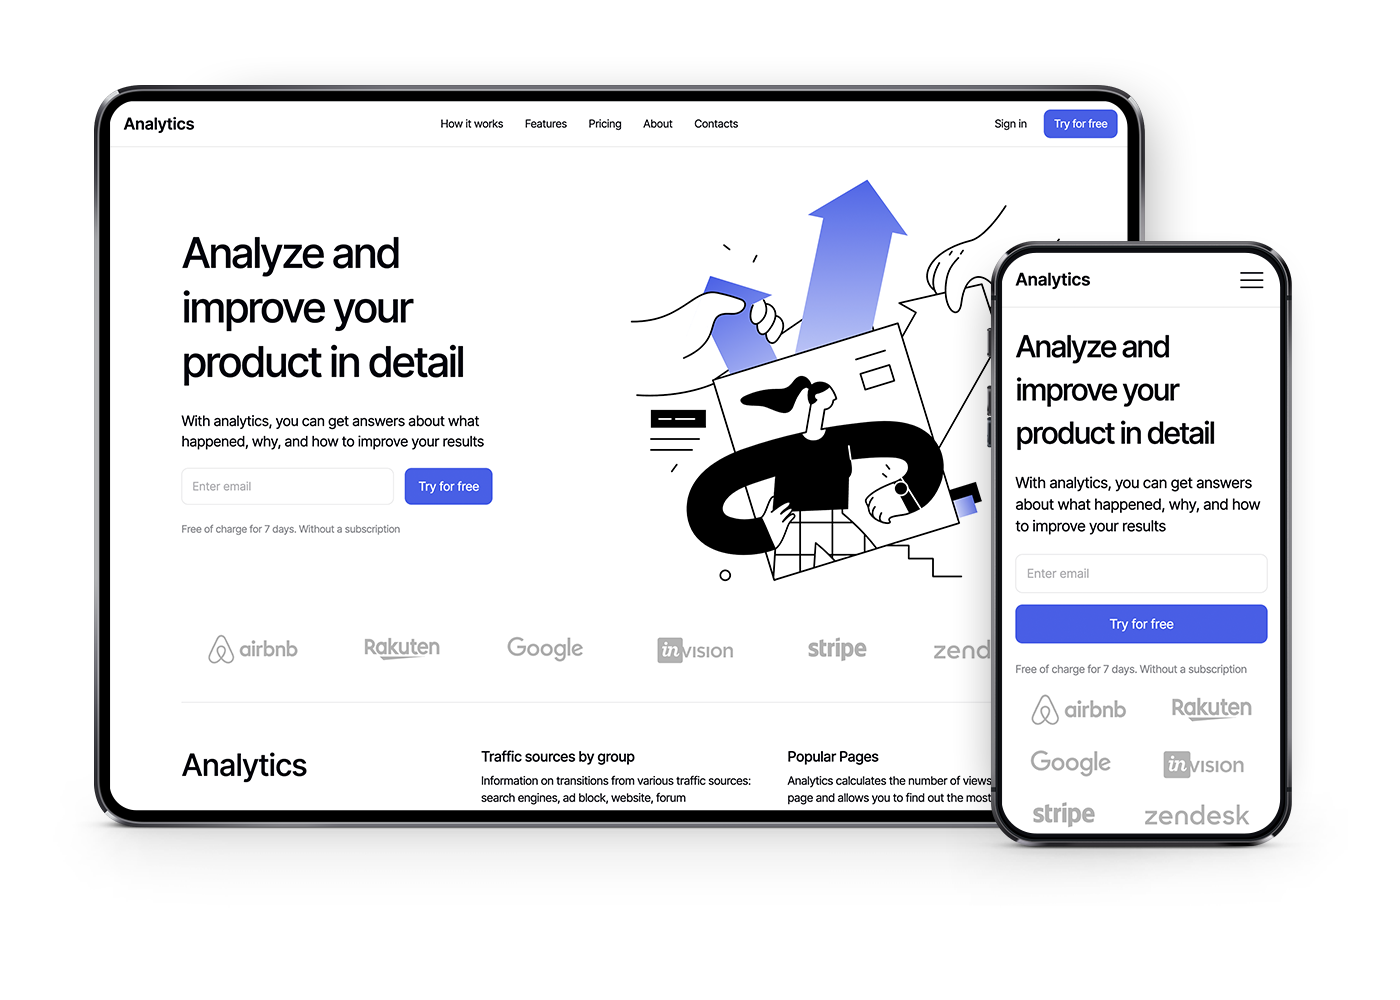 Analytics
How it works
Features
Pricing
About
Contacts
Sign in
Try for free
Analyze and
improve your
product in detail
With analytics, you can get answers about what
happened, why, and how to improve your results
Enter email
Try for free
Free of charge for 7 days. Without a subscription
airbnb
Rakuten
Google
inVISION
stripe
zend
Analytics
Traffic sources by group
Information on transitions from various traffic sources:
search engines, ad block, website, forum
Popular Pages
Analytics calculates the number of views
page and allows you to find out the most
Analytics
Analyze and
improve your
product in detail
With analytics, you can get answers
about what happened, why, and how
to improve your results
Enter email
Try for free
Free of charge for 7 days. Without a subscription
airbnb
Rakuten
Google
inVISION
stripe
zendesk